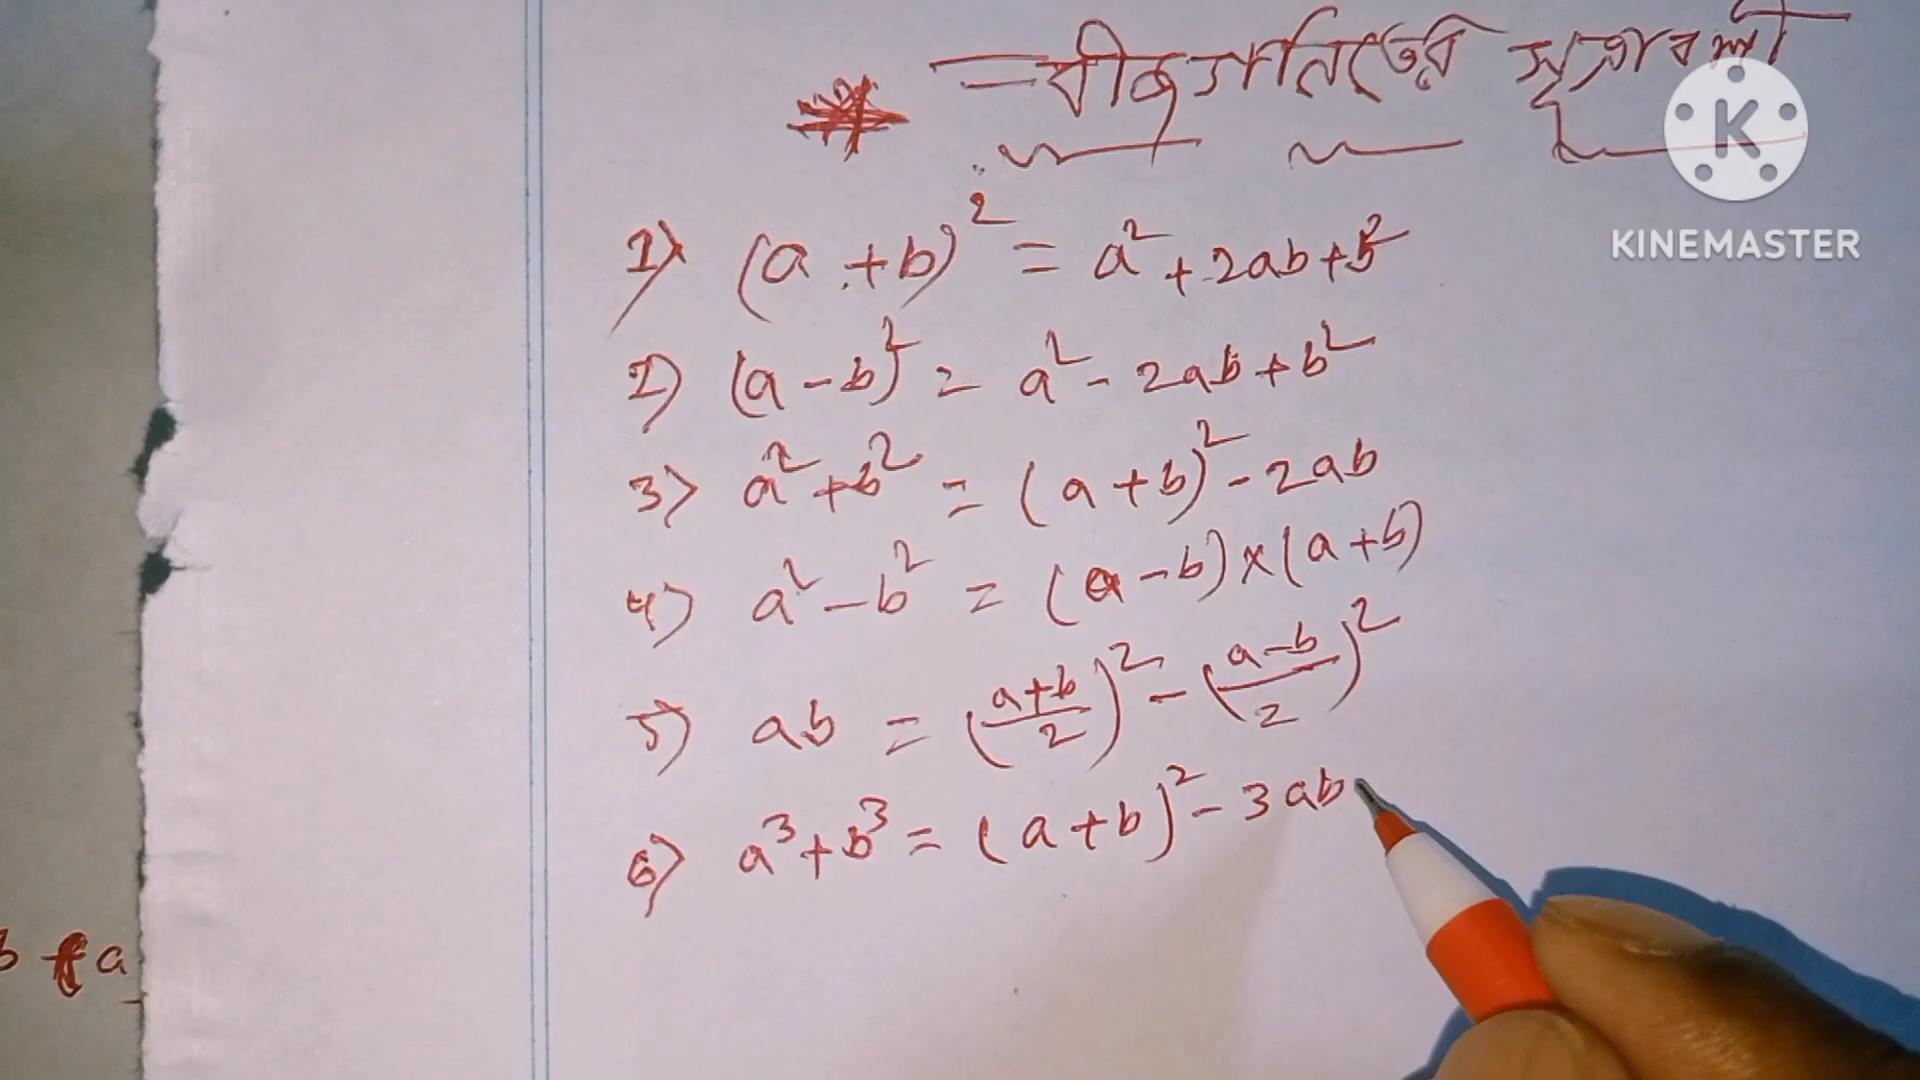 বীজগানিতের সূত্রাবলী
K
KINEMASTER
1) (a + b)² = a² + 2ab + b²
2) (a - b)² = a² - 2ab + b²
3) a² + b² = (a + b)² - 2ab
4) a² - b² = (a - b) × (a + b)
5) ab = ((a+b)/2)² - ((a-b)/2)²
6) a³ + b³ = (a + b)² - 3ab